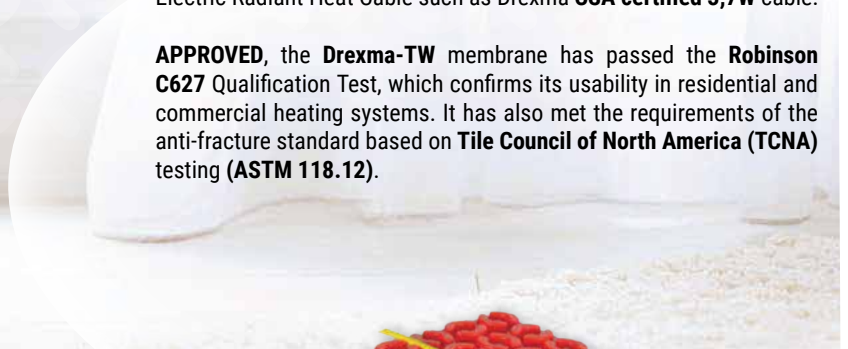 Electric Radiant Heat Cable such as Drexma CSA certified 3,7W cable.
APPROVED, the Drexma-TW membrane has passed the Robinson
C627 Qualification Test, which confirms its usability in residential and
commercial heating systems. It has also met the requirements of the
anti-fracture standard based on Tile Council of North America (TCNA)
testing (ASTM 118.12).